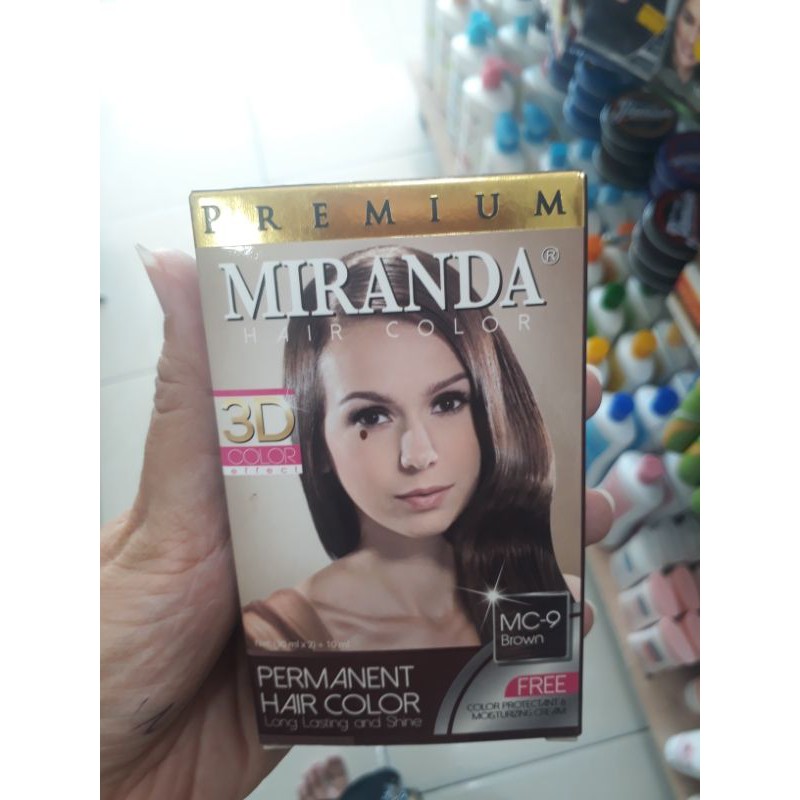 PREMIUM
MIRANDA®
HAIR COLOR
3D
COLOR
effect
MC-9
Brown
PERMANENT
HAIR COLOR
Long Lasting and Shine
FREE
COLOR PROTECTANT &
MOISTURIZING CREAM